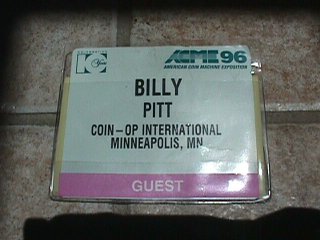 ACME 96
AMERICAN COIN MACHINE EXPOSITION
BILLY
PITT
COIN-OP INTERNATIONAL
MINNEAPOLIS, MN
GUEST